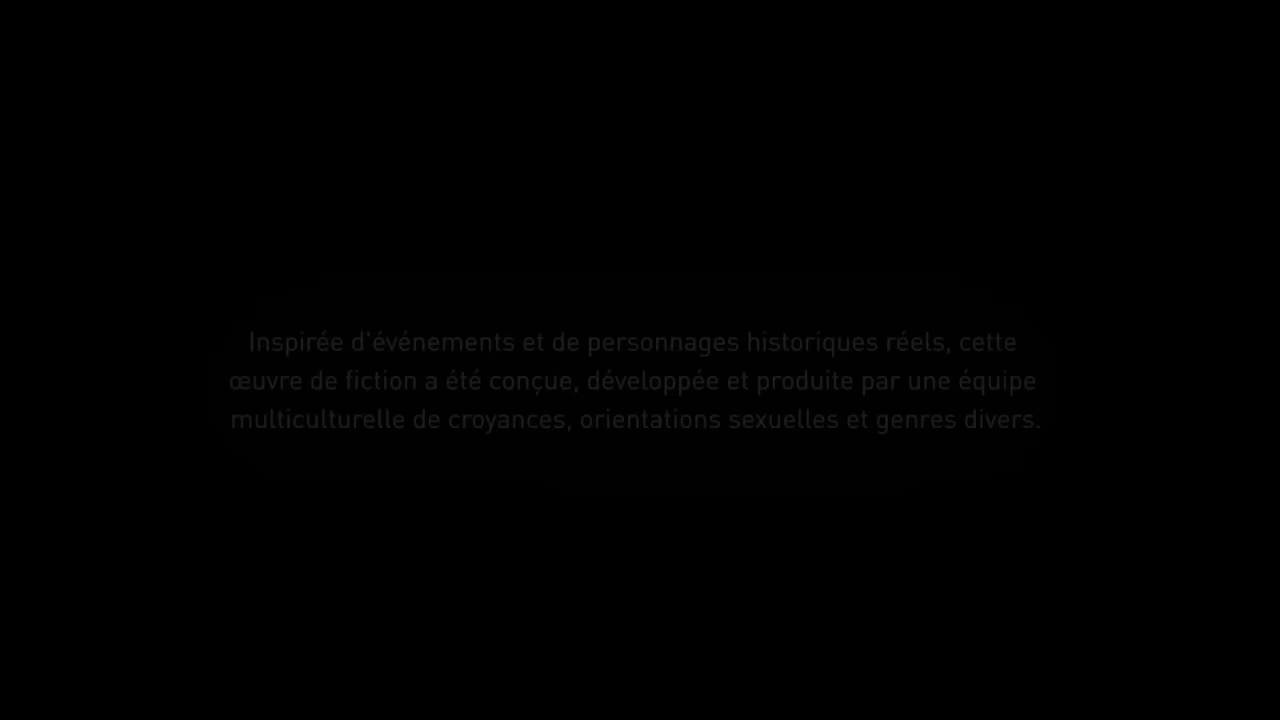 Inspirée d'événements et de personnages historiques réels, cette
œuvre de fiction a été conçue, développée et produite par une équipe
multiculturelle de croyances, orientations sexuelles et genres divers.